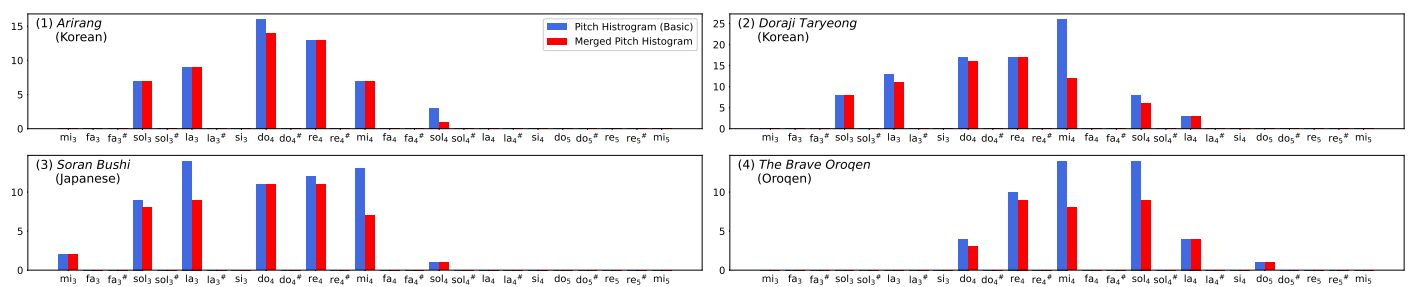 (1) Arirang
(Korean)
Pitch Histrogram (Basic)
Merged Pitch Histogram
15
10
5
0
mi3 fa3 fa3# sol3 sol3# la3 la3# si3 do4 do4# re4 re4# mi4 fa4 fa4# sol4 sol4# la4 la4# si4 do5 do5# re5 re5# mi5
(2) Doraji Taryeong
(Korean)
25
20
15
10
5
0
mi3 fa3 fa3# sol3 sol3# la3 la3# si3 do4 do4# re4 re4# mi4 fa4 fa4# sol4 sol4# la4 la4# si4 do5 do5# re5 re5# mi5
(3) Soran Bushi
(Japanese)
10
5
0
mi3 fa3 fa3# sol3 sol3# la3 la3# si3 do4 do4# re4 re4# mi4 fa4 fa4# sol4 sol4# la4 la4# si4 do5 do5# re5 re5# mi5
(4) The Brave Oroqen
(Oroqen)
10
5
0
mi3 fa3 fa3# sol3 sol3# la3 la3# si3 do4 do4# re4 re4# mi4 fa4 fa4# sol4 sol4# la4 la4# si4 do5 do5# re5 re5# mi5